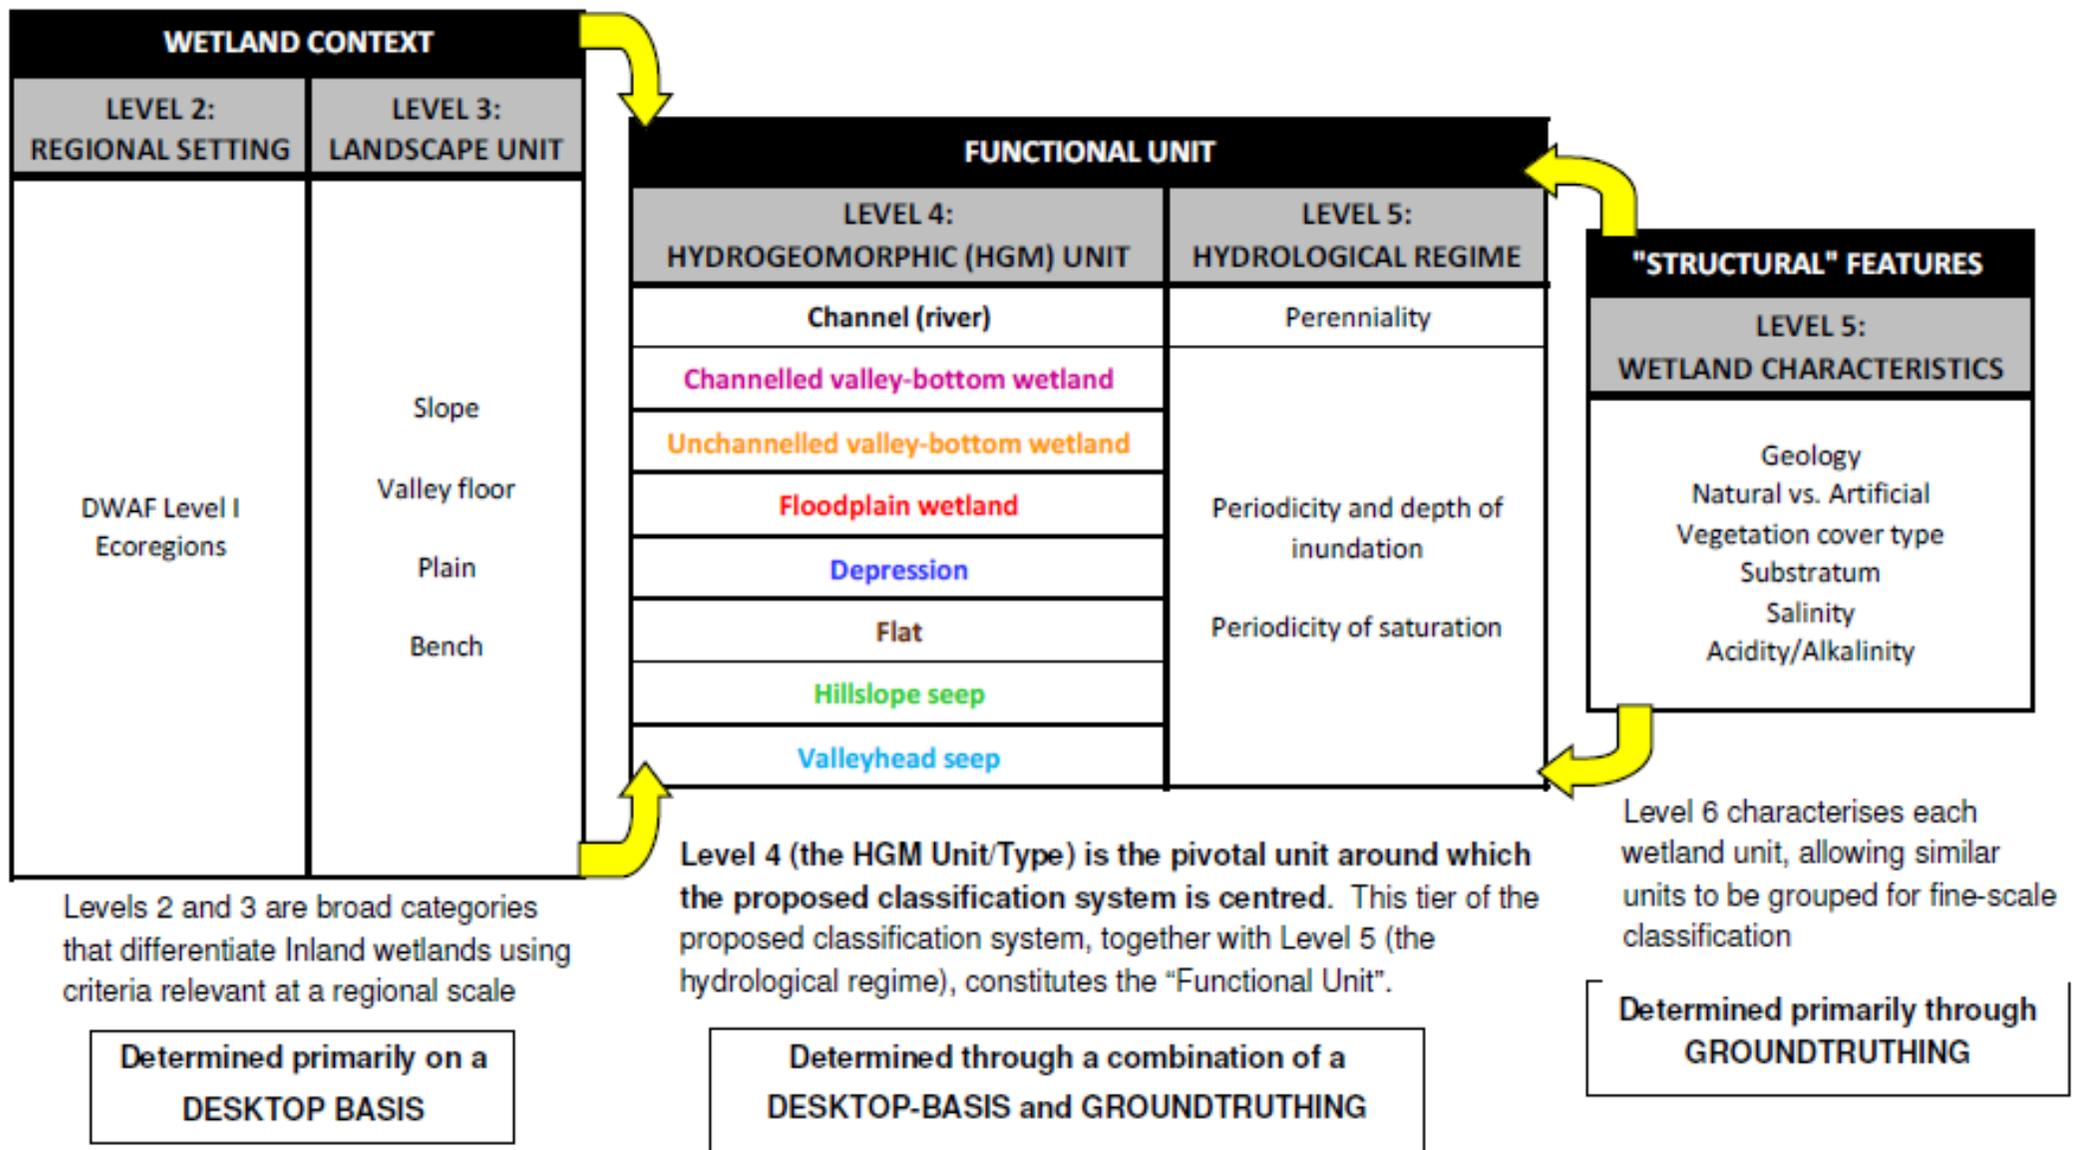 WETLAND CONTEXT
LEVEL 2:
REGIONAL SETTING
LEVEL 3:
LANDSCAPE UNIT
DWAF Level I
Ecoregions
Slope
Valley floor
Plain
Bench
Levels 2 and 3 are broad categories
that differentiate Inland wetlands using
criteria relevant at a regional scale
Determined primarily on a
DESKTOP BASIS
FUNCTIONAL UNIT
LEVEL 4:
HYDROGEOMORPHIC (HGM) UNIT
LEVEL 5:
HYDROLOGICAL REGIME
Channel (river)
Perenniality
Channelled valley-bottom wetland
Unchannelled valley-bottom wetland
Floodplain wetland
Depression
Flat
Hillslope seep
Valleyhead seep
Periodicity and depth of
inundation
Periodicity of saturation
Level 4 (the HGM Unit/Type) is the pivotal unit around which
the proposed classification system is centred.  This tier of the
proposed classification system, together with Level 5 (the
hydrological regime), constitutes the “Functional Unit”.
Determined through a combination of a
DESKTOP-BASIS and GROUNDTRUTHING
"STRUCTURAL" FEATURES
LEVEL 5:
WETLAND CHARACTERISTICS
Geology
Natural vs. Artificial
Vegetation cover type
Substratum
Salinity
Acidity/Alkalinity
Level 6 characterises each
wetland unit, allowing similar
units to be grouped for fine-scale
classification
Determined primarily through
GROUNDTRUTHING